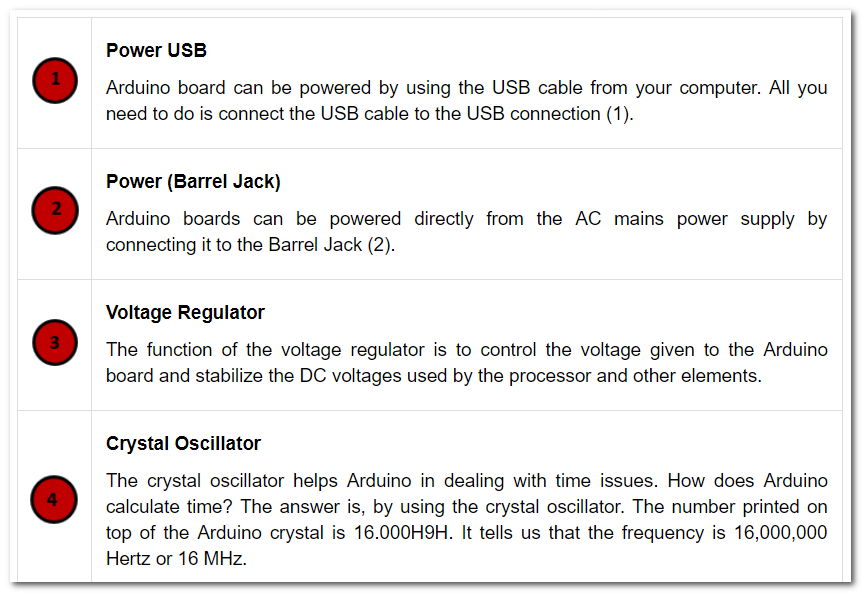 1
Power USB
Arduino board can be powered by using the USB cable from your computer. All you
need to do is connect the USB cable to the USB connection (1).
2
Power (Barrel Jack)
Arduino boards can be powered directly from the AC mains power supply by
connecting it to the Barrel Jack (2).
3
Voltage Regulator
The function of the voltage regulator is to control the voltage given to the Arduino
board and stabilize the DC voltages used by the processor and other elements.
4
Crystal Oscillator
The crystal oscillator helps Arduino in dealing with time issues. How does Arduino
calculate time? The answer is, by using the crystal oscillator. The number printed on
top of the Arduino crystal is 16.000H9H. It tells us that the frequency is 16,000,000
Hertz or 16 MHz.